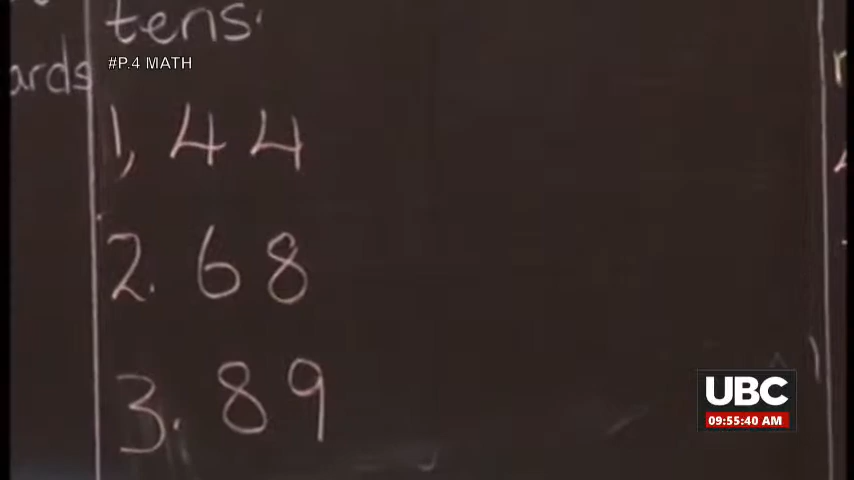 tens.
ards
#P.4 MATH
1, 44
2. 68
3. 89
UBC
09:55:40 AM